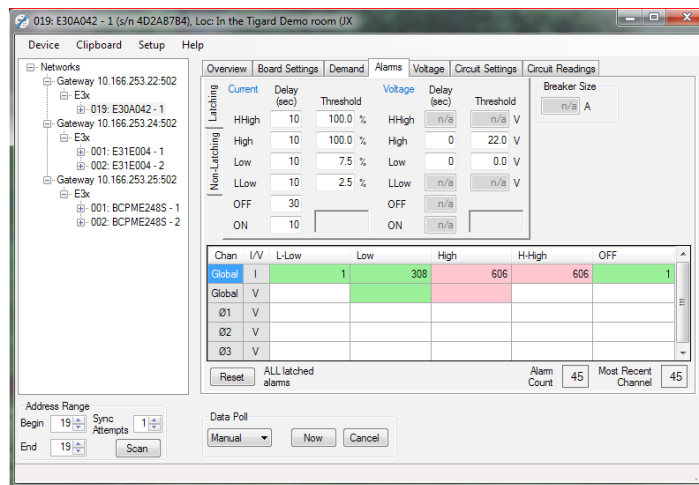 019: E30A042 - 1 (s/n 4D2AB7B4), Loc: In the Tigard Demo room (JX
Device Clipboard Setup Help
Networks
Gateway 10.166.253.22:502
E3x
019: E30A042 - 1
Gateway 10.166.253.24:502
E3x
001: E31E004 - 1
002: E31E004 - 2
Gateway 10.166.253.25:502
E3x
001: BCPME248S - 1
002: BCPME248S - 2
Overview Board Settings Demand Alarms Voltage Circuit Settings Circuit Readings
Latching
Non-Latching
Current Delay (sec) Threshold Voltage Delay (sec) Threshold
HHigh 10 100.0 % HHigh n/a n/a V
High 10 100.0 % High 0 22.0 V
Low 10 7.5 % Low 0 0.0 V
LLow 10 2.5 % LLow n/a n/a V
OFF 30 OFF n/a
ON 10 ON n/a
Breaker Size
n/a A
Chan I/V L-Low Low High H-High OFF
Global I 1 308 606 606 1
Global V
Ø1 V
Ø2 V
Ø3 V
Reset ALL latched alarms Alarm Count 45 Most Recent Channel 45
Address Range
Begin 19 Sync Attempts 1
End 19 Scan
Data Poll
Manual Now Cancel